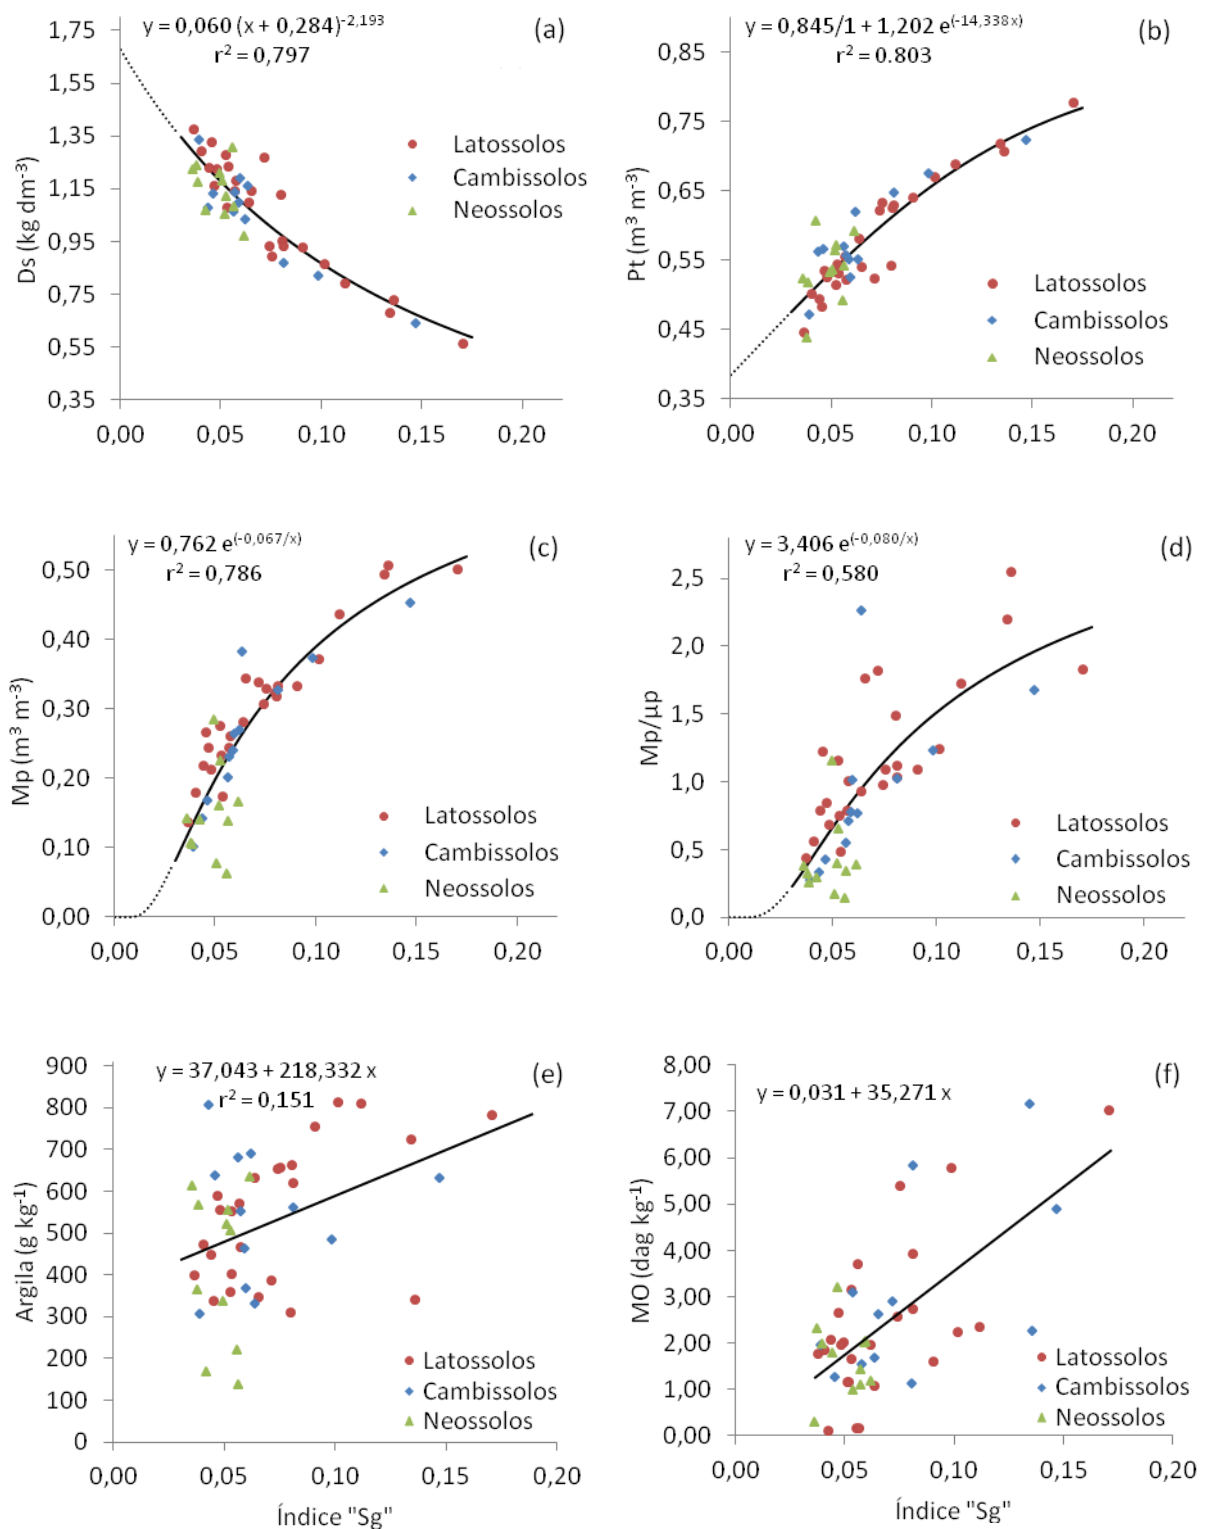 y = 0,060 (x + 0,284)^-2,193
r² = 0,797
(a)
Ds (kg dm⁻³)
1,75
1,55
1,35
1,15
0,95
0,75
0,55
0,35
Latossolos
Cambissolos
Neossolos
0,00 0,05 0,10 0,15 0,20
y = 0,845/1 + 1,202 e^(-14,338x)
r² = 0.803
(b)
Pt (m³ m⁻³)
0,85
0,75
0,65
0,55
0,45
0,35
Latossolos
Cambissolos
Neossolos
0,00 0,05 0,10 0,15 0,20
y = 0,762 e^(-0,067/x)
r² = 0,786
(c)
Mp (m³ m⁻³)
0,50
0,40
0,30
0,20
0,10
0,00
Latossolos
Cambissolos
Neossolos
0,00 0,05 0,10 0,15 0,20
y = 3,406 e^(-0,080/x)
r² = 0,580
(d)
Mp/µp
2,5
2,0
1,5
1,0
0,5
0,0
Latossolos
Cambissolos
Neossolos
0,00 0,05 0,10 0,15 0,20
y = 37,043 + 218,332 x
r² = 0,151
(e)
Argila (g kg⁻¹)
900
800
700
600
500
400
300
200
100
0
Latossolos
Cambissolos
Neossolos
0,00 0,05 0,10 0,15 0,20
Índice "Sg"
y = 0,031 + 35,271 x
(f)
MO (dag kg⁻¹)
8,00
7,00
6,00
5,00
4,00
3,00
2,00
1,00
0,00
Latossolos
Cambissolos
Neossolos
0,00 0,05 0,10 0,15 0,20
Índice "Sg"